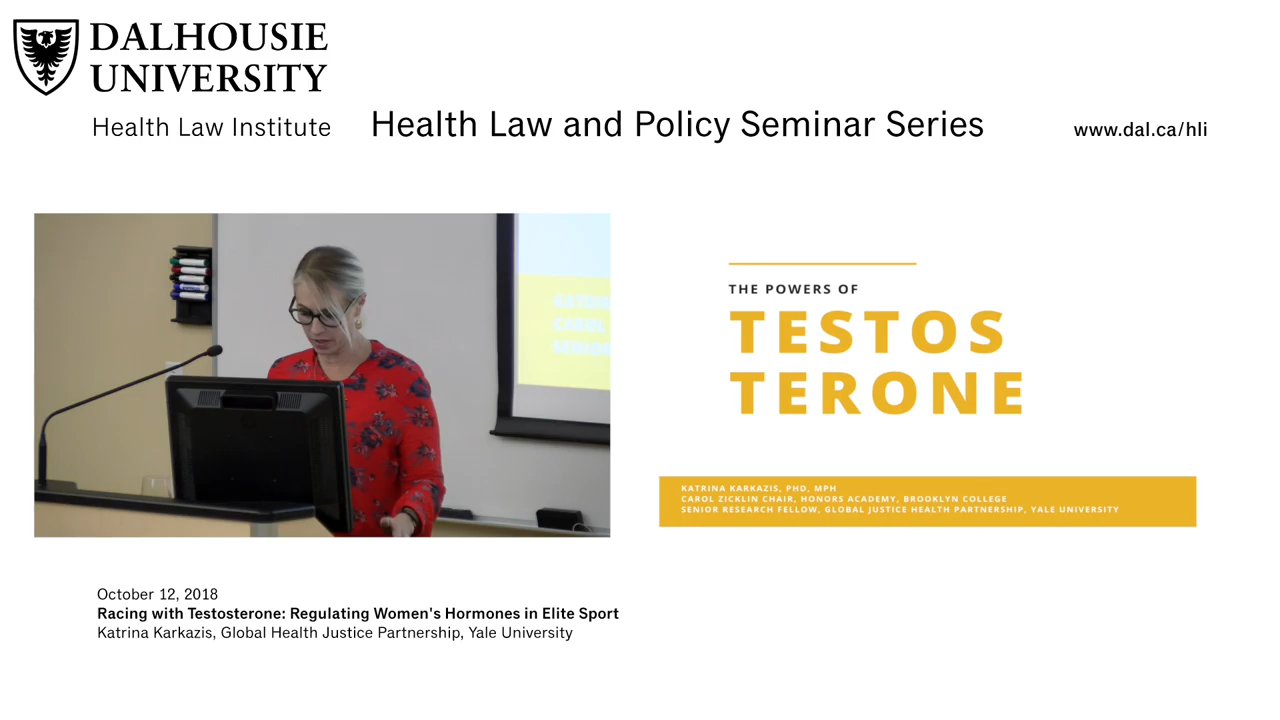 DALHOUSIE
UNIVERSITY
Health Law Institute
Health Law and Policy Seminar Series
www.dal.ca/hli
THE POWERS OF
TESTOS
TERONE
KATRINA KARKAZIS, PHD, MPH
CAROL ZICKLIN CHAIR, HONORS ACADEMY, BROOKLYN COLLEGE
SENIOR RESEARCH FELLOW, GLOBAL JUSTICE HEALTH PARTNERSHIP, YALE UNIVERSITY
October 12, 2018
Racing with Testosterone: Regulating Women's Hormones in Elite Sport
Katrina Karkazis, Global Health Justice Partnership, Yale University